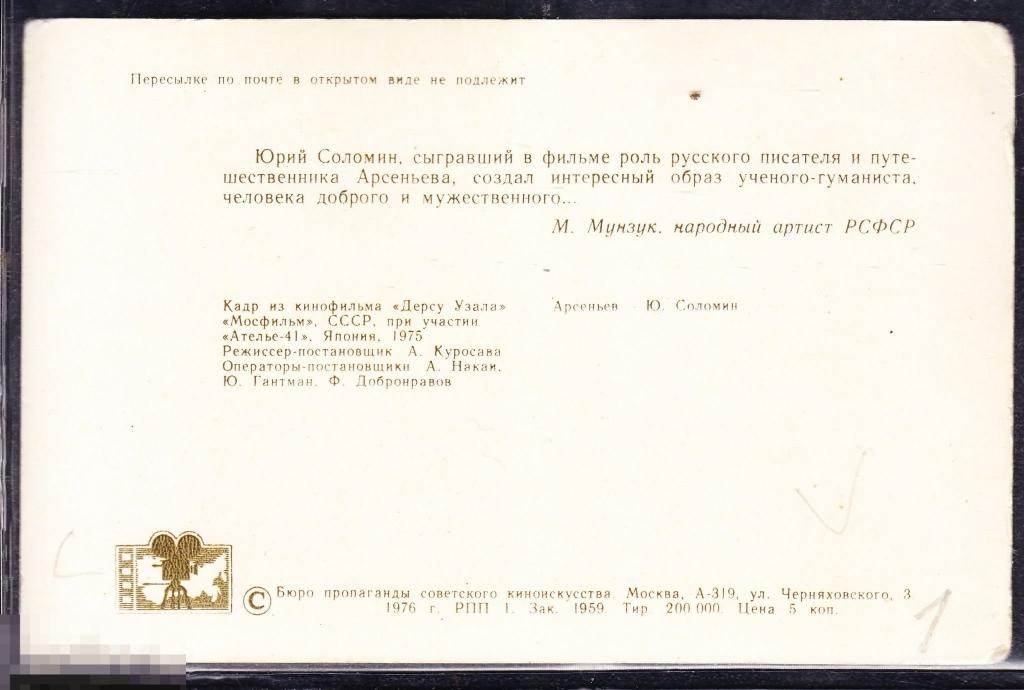 Пересылке по почте в открытом виде не подлежит
Юрий Соломин, сыгравший в фильме роль русского писателя и путе-
шественника Арсеньева, создал интересный образ ученого-гуманиста,
человека доброго и мужественного...
М. Мунзук, народный артист РСФСР
Кадр из кинофильма «Дерсу Узала»
«Мосфильм», СССР, при участии
«Ателье-41», Япония, 1975
Режиссер-постановщик А. Куросава
Операторы-постановщики А. Накаи,
Ю. Гантман, Ф. Добронравов
Арсеньев - Ю. Соломин
© Бюро пропаганды советского киноискусства. Москва, А-319, ул. Черняховского, 3
1976 г. РПП 1. Зак. 1959. Тир 200 000. Цена 5 коп.
1